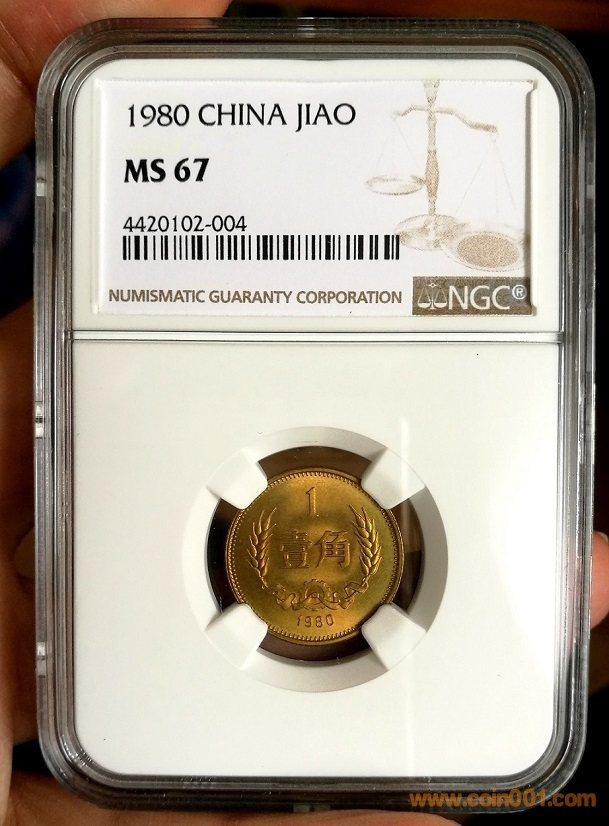 1980 CHINA JIAO
MS 67
4420102-004
NUMISMATIC GUARANTY CORPORATION
NGC®
1
壹角
1980
www.coin001.com